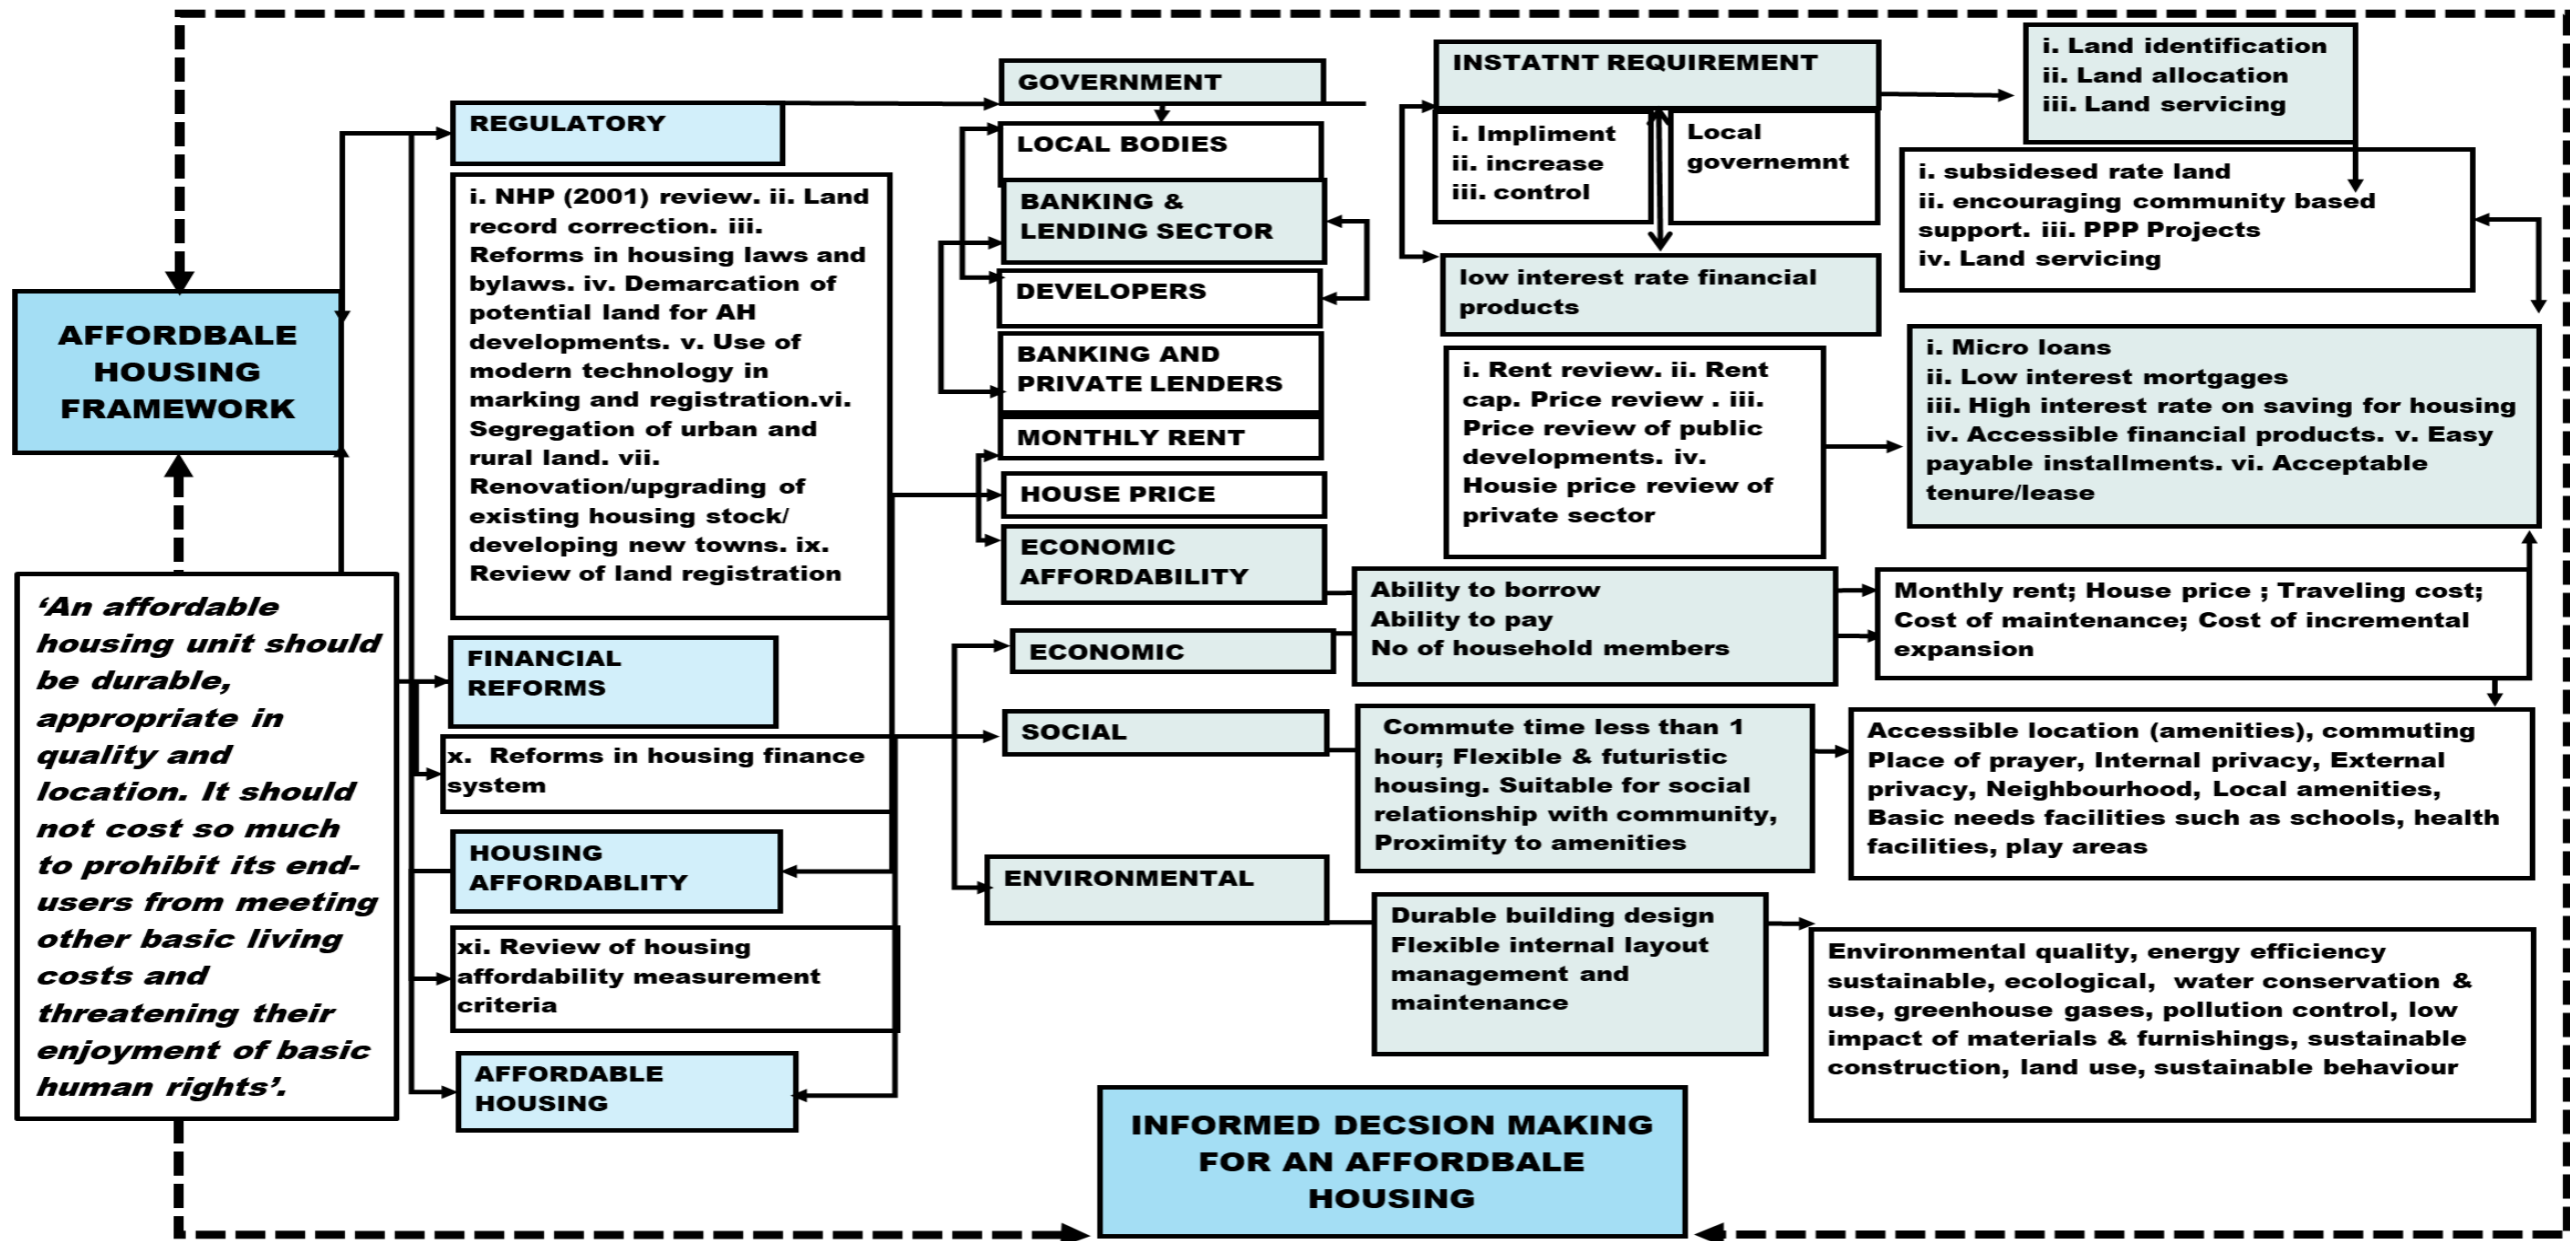 AFFORDBALE
HOUSING
FRAMEWORK
‘An affordable
housing unit should
be durable,
appropriate in
quality and
location. It should
not cost so much
to prohibit its end-
users from meeting
other basic living
costs and
threatening their
enjoyment of basic
human rights’.
REGULATORY
i. NHP (2001) review. ii. Land
record correction. iii.
Reforms in housing laws and
bylaws. iv. Demarcation of
potential land for AH
developments. v. Use of
modern technology in
marking and registration.vi.
Segregation of urban and
rural land. vii.
Renovation/upgrading of
existing housing stock/
developing new towns. ix.
Review of land registration
FINANCIAL
REFORMS
x. Reforms in housing finance
system
HOUSING
AFFORDABLITY
xi. Review of housing
affordability measurement
criteria
AFFORDABLE
HOUSING
GOVERNMENT
LOCAL BODIES
BANKING &
LENDING SECTOR
DEVELOPERS
BANKING AND
PRIVATE LENDERS
MONTHLY RENT
HOUSE PRICE
ECONOMIC
AFFORDABILITY
ECONOMIC
SOCIAL
ENVIRONMENTAL
INSTATNT REQUIREMENT
i. Impliment
ii. increase
iii. control
Local
governemnt
low interest rate financial
products
i. Rent review. ii. Rent
cap. Price review . iii.
Price review of public
developments. iv.
Housie price review of
private sector
Ability to borrow
Ability to pay
No of household members
Commute time less than 1
hour; Flexible & futuristic
housing. Suitable for social
relationship with community,
Proximity to amenities
Durable building design
Flexible internal layout
management and
maintenance
i. Land identification
ii. Land allocation
iii. Land servicing
i. subsidesed rate land
ii. encouraging community based
support. iii. PPP Projects
iv. Land servicing
i. Micro loans
ii. Low interest mortgages
iii. High interest rate on saving for housing
iv. Accessible financial products. v. Easy
payable installments. vi. Acceptable
tenure/lease
Monthly rent; House price ; Traveling cost;
Cost of maintenance; Cost of incremental
expansion
Accessible location (amenities), commuting
Place of prayer, Internal privacy, External
privacy, Neighbourhood, Local amenities,
Basic needs facilities such as schools, health
facilities, play areas
Environmental quality, energy efficiency
sustainable, ecological, water conservation &
use, greenhouse gases, pollution control, low
impact of materials & furnishings, sustainable
construction, land use, sustainable behaviour
INFORMED DECSION MAKING
FOR AN AFFORDBALE
HOUSING